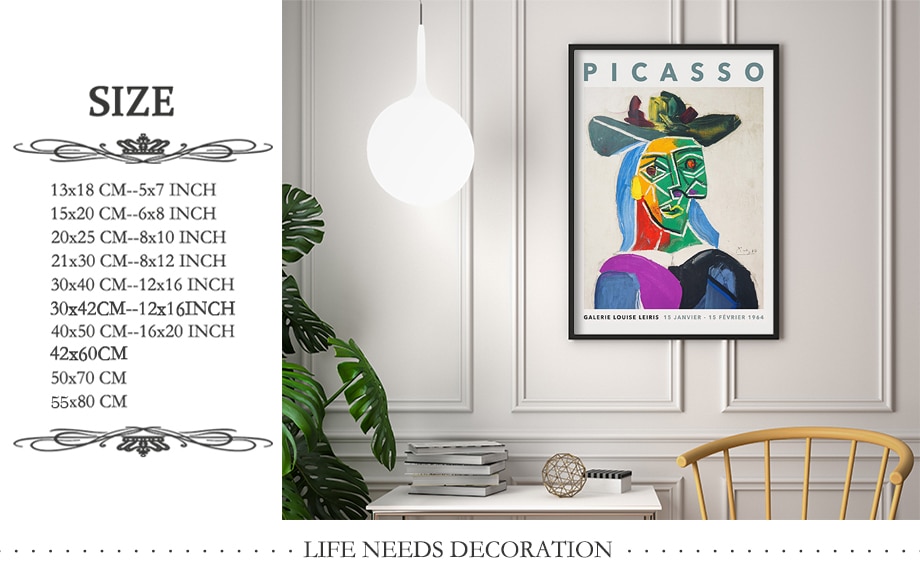 SIZE
13x18 CM--5x7 INCH
15x20 CM--6x8 INCH
20x25 CM--8x10 INCH
21x30 CM--8x12 INCH
30x40 CM--12x16 INCH
30x42CM--12x16INCH
40x50 CM--16x20 INCH
42x60CM
50x70 CM
55x80 CM
PICASSO
GALERIE LOUISE LEIRIS 15 JANVIER - 15 FÉVRIER 1964
LIFE NEEDS DECORATION